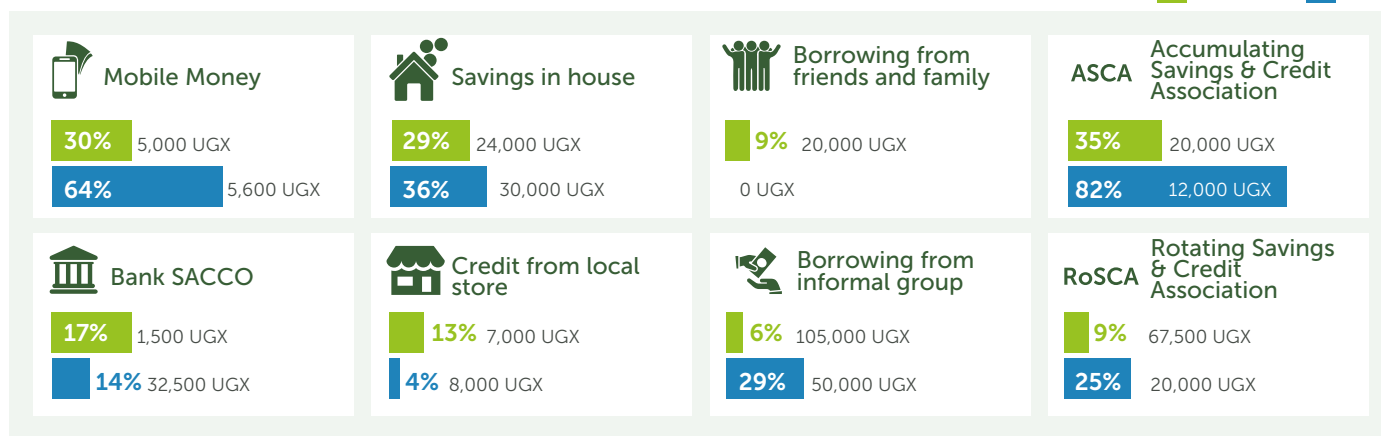 Mobile Money
30% 5,000 UGX
64% 5,600 UGX
Savings in house
29% 24,000 UGX
36% 30,000 UGX
Borrowing from
friends and family
9% 20,000 UGX
0 UGX
ASCA
Accumulating
Savings & Credit
Association
35% 20,000 UGX
82% 12,000 UGX
Bank SACCO
17% 1,500 UGX
14% 32,500 UGX
Credit from local
store
13% 7,000 UGX
4% 8,000 UGX
Borrowing from
informal group
6% 105,000 UGX
29% 50,000 UGX
RoSCA
Rotating Savings
& Credit
Association
9% 67,500 UGX
25% 20,000 UGX